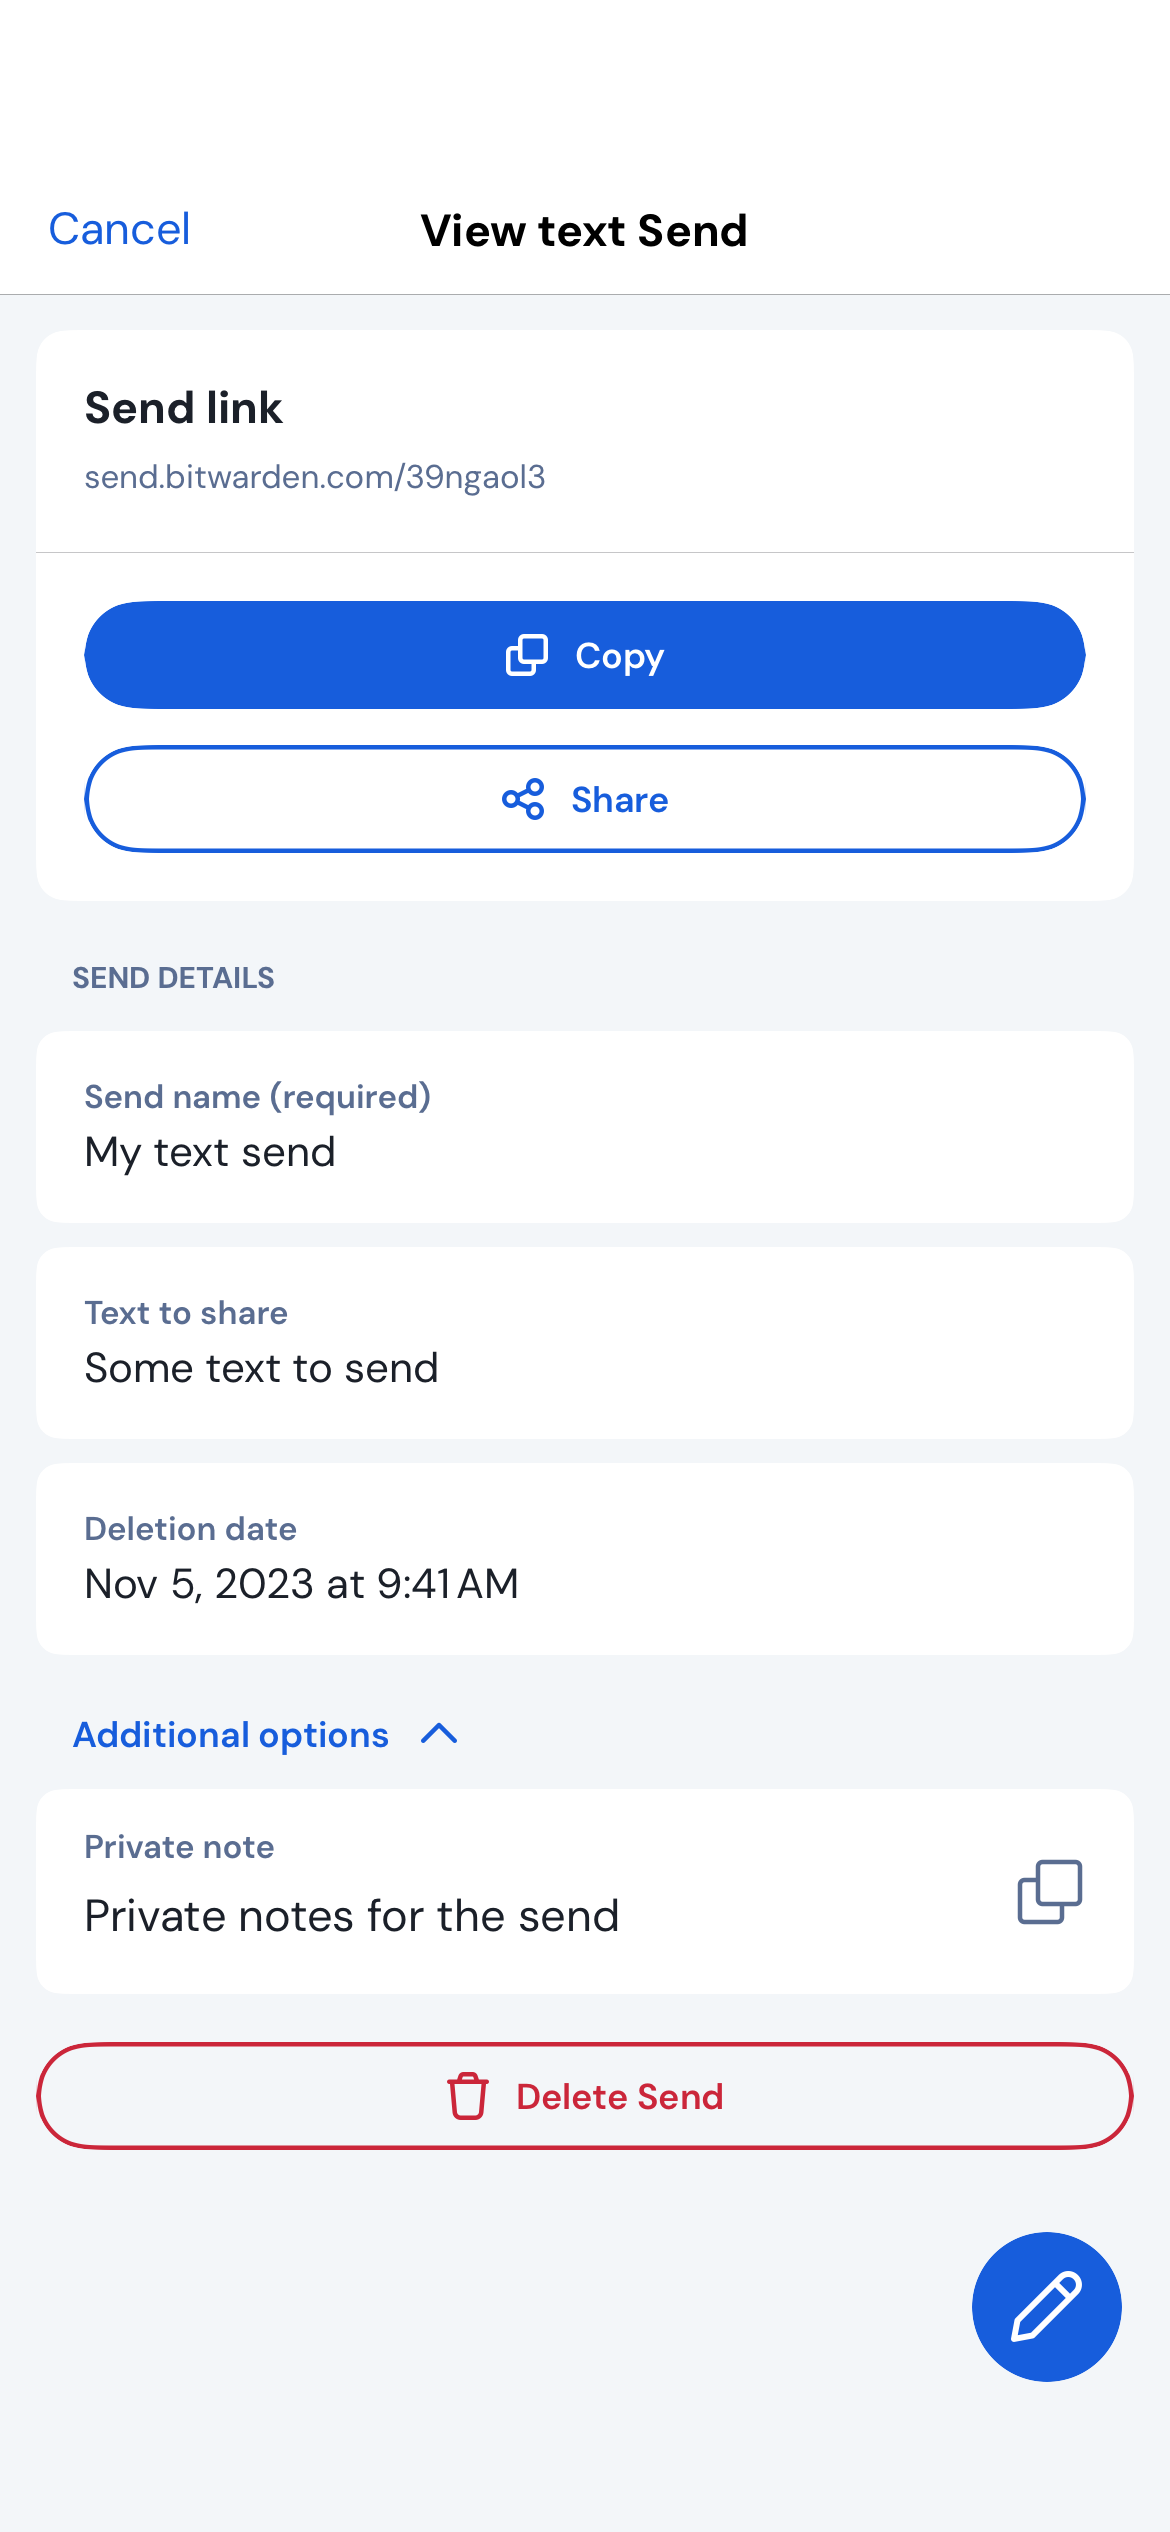 Cancel
View text Send
Send link
send.bitwarden.com/39ngaol3
Copy
Share
SEND DETAILS
Send name (required)
My text send
Text to share
Some text to send
Deletion date
Nov 5, 2023 at 9:41 AM
Additional options
Private note
Private notes for the send
Delete Send